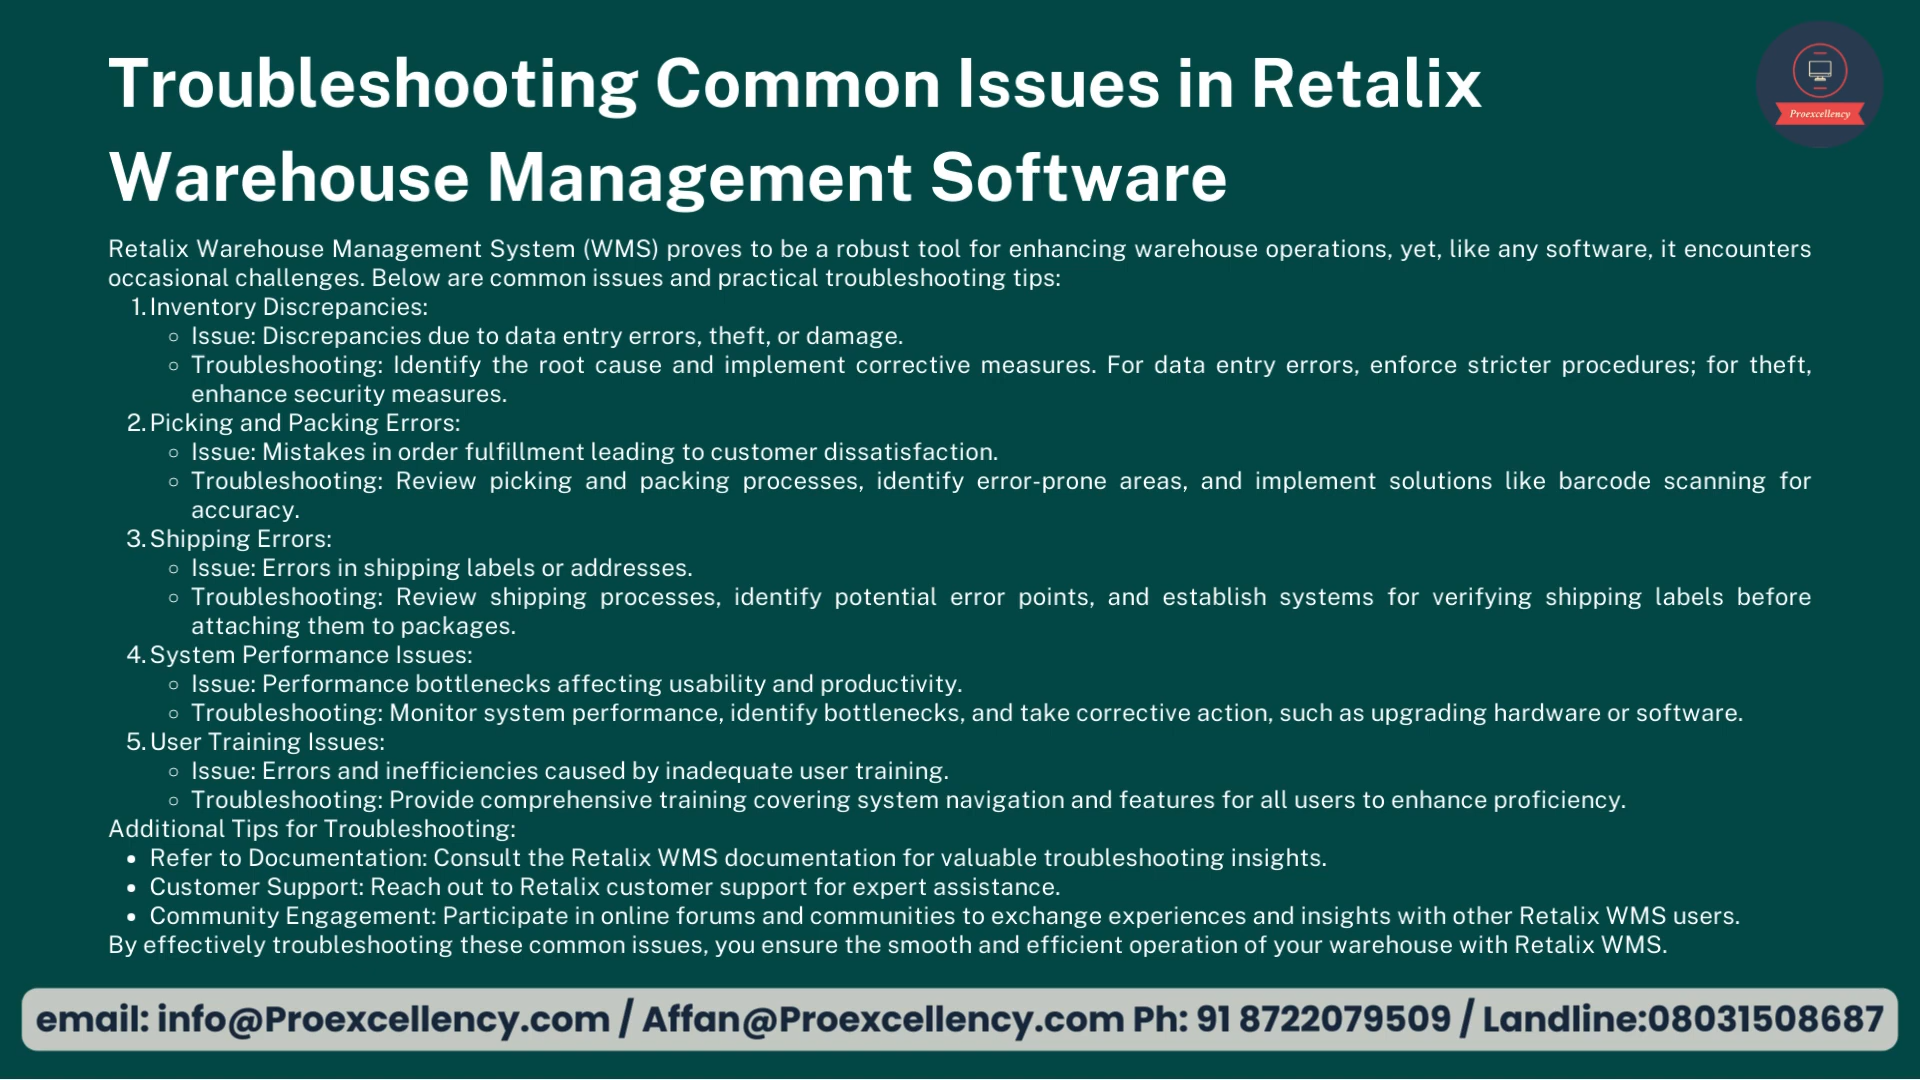 Troubleshooting Common Issues in Retalix
Warehouse Management Software
Proexcellency
Retalix Warehouse Management System (WMS) proves to be a robust tool for enhancing warehouse operations, yet, like any software, it encounters
occasional challenges. Below are common issues and practical troubleshooting tips:
1. Inventory Discrepancies:
○ Issue: Discrepancies due to data entry errors, theft, or damage.
○ Troubleshooting: Identify the root cause and implement corrective measures. For data entry errors, enforce stricter procedures; for theft,
enhance security measures.
2. Picking and Packing Errors:
○ Issue: Mistakes in order fulfillment leading to customer dissatisfaction.
○ Troubleshooting: Review picking and packing processes, identify error-prone areas, and implement solutions like barcode scanning for
accuracy.
3. Shipping Errors:
○ Issue: Errors in shipping labels or addresses.
○ Troubleshooting: Review shipping processes, identify potential error points, and establish systems for verifying shipping labels before
attaching them to packages.
4. System Performance Issues:
○ Issue: Performance bottlenecks affecting usability and productivity.
○ Troubleshooting: Monitor system performance, identify bottlenecks, and take corrective action, such as upgrading hardware or software.
5. User Training Issues:
○ Issue: Errors and inefficiencies caused by inadequate user training.
○ Troubleshooting: Provide comprehensive training covering system navigation and features for all users to enhance proficiency.
Additional Tips for Troubleshooting:
• Refer to Documentation: Consult the Retalix WMS documentation for valuable troubleshooting insights.
• Customer Support: Reach out to Retalix customer support for expert assistance.
• Community Engagement: Participate in online forums and communities to exchange experiences and insights with other Retalix WMS users.
By effectively troubleshooting these common issues, you ensure the smooth and efficient operation of your warehouse with Retalix WMS.
email: info@Proexcellency.com / Affan@Proexcellency.com Ph: 91 8722079509 / Landline:08031508687